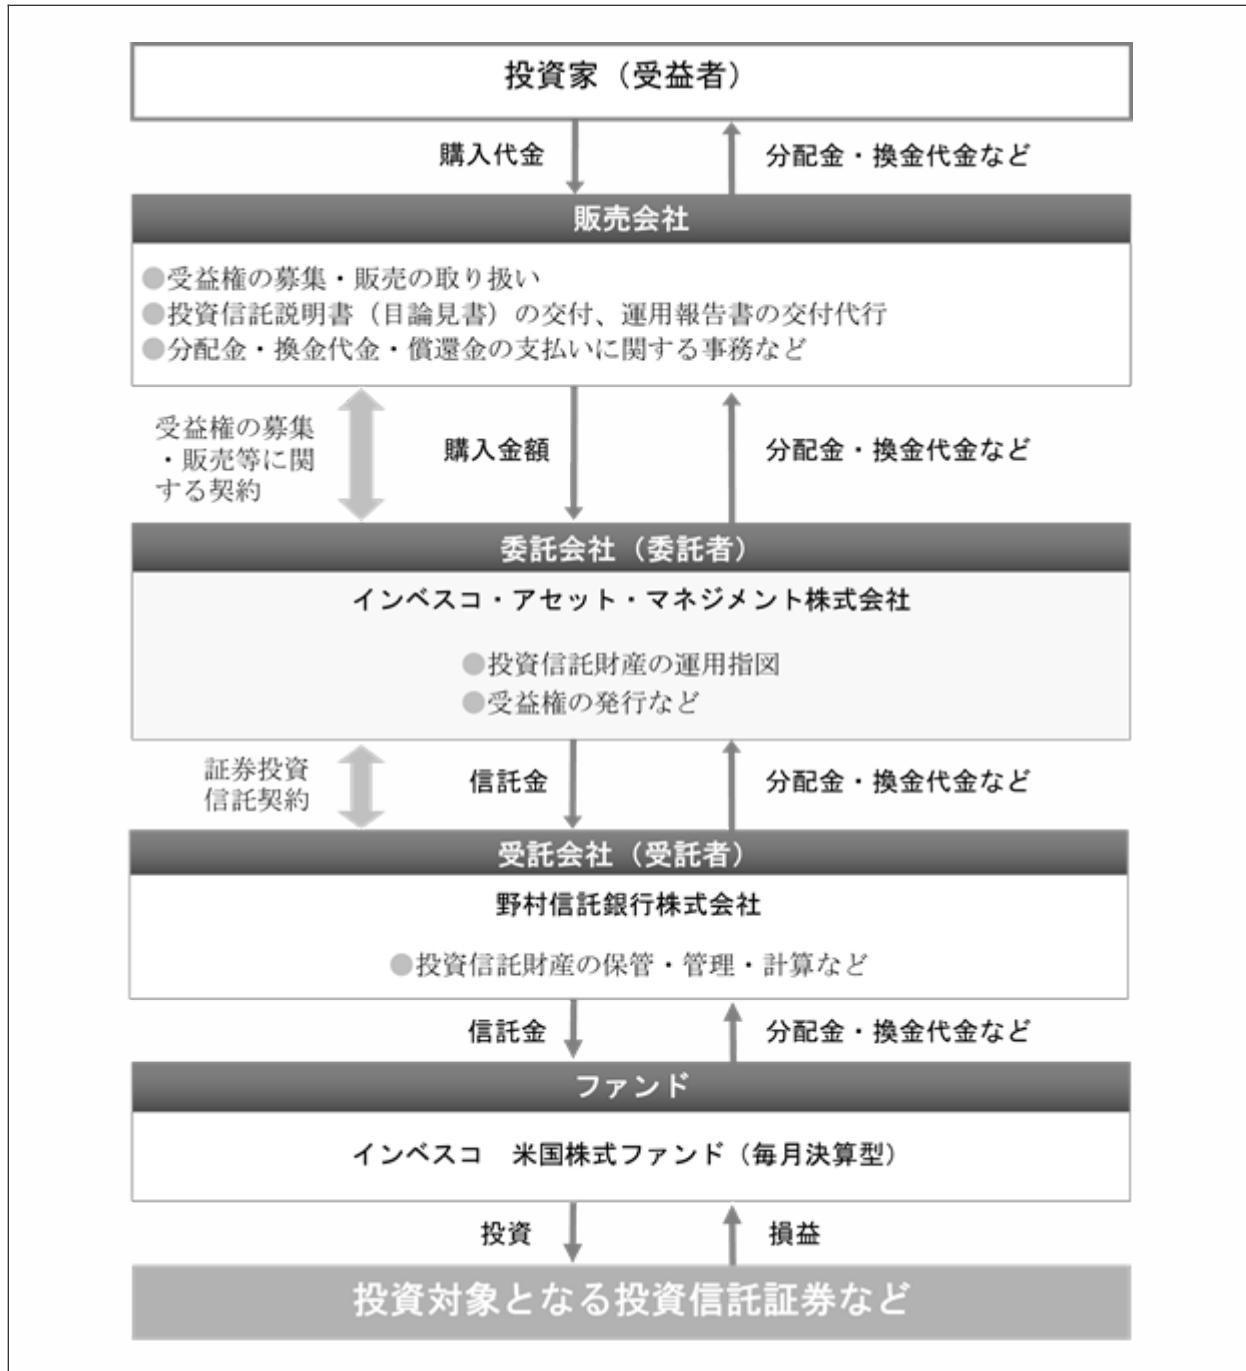 投資家（受益者）
購入代金
分配金・換金代金など
販売会社
●受益権の募集・販売の取り扱い
●投資信託説明書（目論見書）の交付、運用報告書の交付代行
●分配金・換金代金・償還金の支払いに関する事務など
受益権の募集
・販売等に関
する契約
購入金額
分配金・換金代金など
委託会社（委託者）
インベスコ・アセット・マネジメント株式会社
●投資信託財産の運用指図
●受益権の発行など
証券投資
信託契約
信託金
分配金・換金代金など
受託会社（受託者）
野村信託銀行株式会社
●投資信託財産の保管・管理・計算など
信託金
分配金・換金代金など
ファンド
インベスコ　米国株式ファンド（毎月決算型）
投資
損益
投資対象となる投資信託証券など